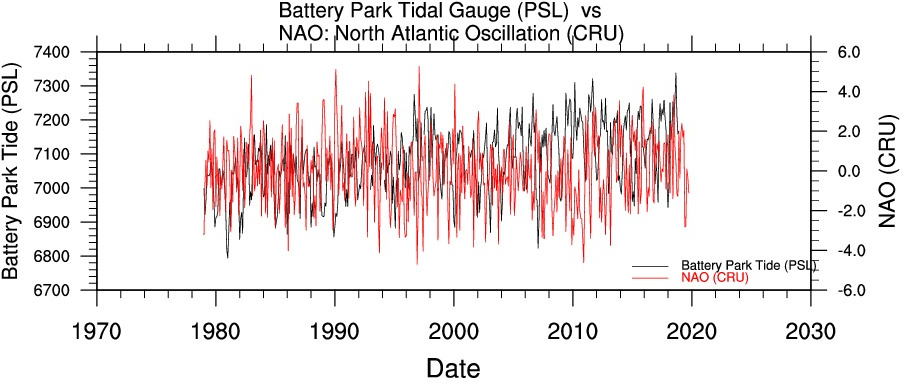 Battery Park Tidal Gauge (PSL) vs
NAO: North Atlantic Oscillation (CRU)
Battery Park Tide (PSL)
7400
7300
7200
7100
7000
6900
6800
6700
6.0
4.0
2.0
0.0
-2.0
-4.0
-6.0
NAO (CRU)
Battery Park Tide (PSL)
NAO (CRU)
1970 1980 1990 2000 2010 2020 2030
Date